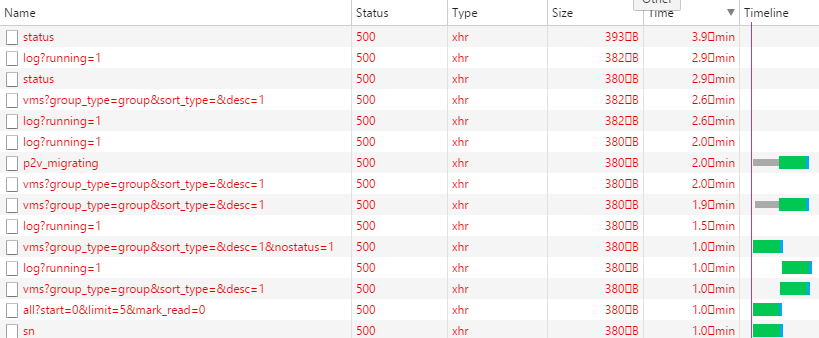 Other
Name Status Type Size Time Timeline
status 500 xhr 393□B 3.9□min
log?running=1 500 xhr 382□B 2.9□min
status 500 xhr 380□B 2.9□min
vms?group_type=group&sort_type=&desc=1 500 xhr 382□B 2.6□min
log?running=1 500 xhr 382□B 2.6□min
log?running=1 500 xhr 380□B 2.0□min
p2v_migrating 500 xhr 380□B 2.0□min
vms?group_type=group&sort_type=&desc=1 500 xhr 380□B 2.0□min
vms?group_type=group&sort_type=&desc=1 500 xhr 380□B 1.9□min
log?running=1 500 xhr 380□B 1.5□min
vms?group_type=group&sort_type=&desc=1&nostatus=1 500 xhr 380□B 1.0□min
log?running=1 500 xhr 380□B 1.0□min
vms?group_type=group&sort_type=&desc=1 500 xhr 380□B 1.0□min
all?start=0&limit=5&mark_read=0 500 xhr 380□B 1.0□min
sn 500 xhr 380□B 1.0□min